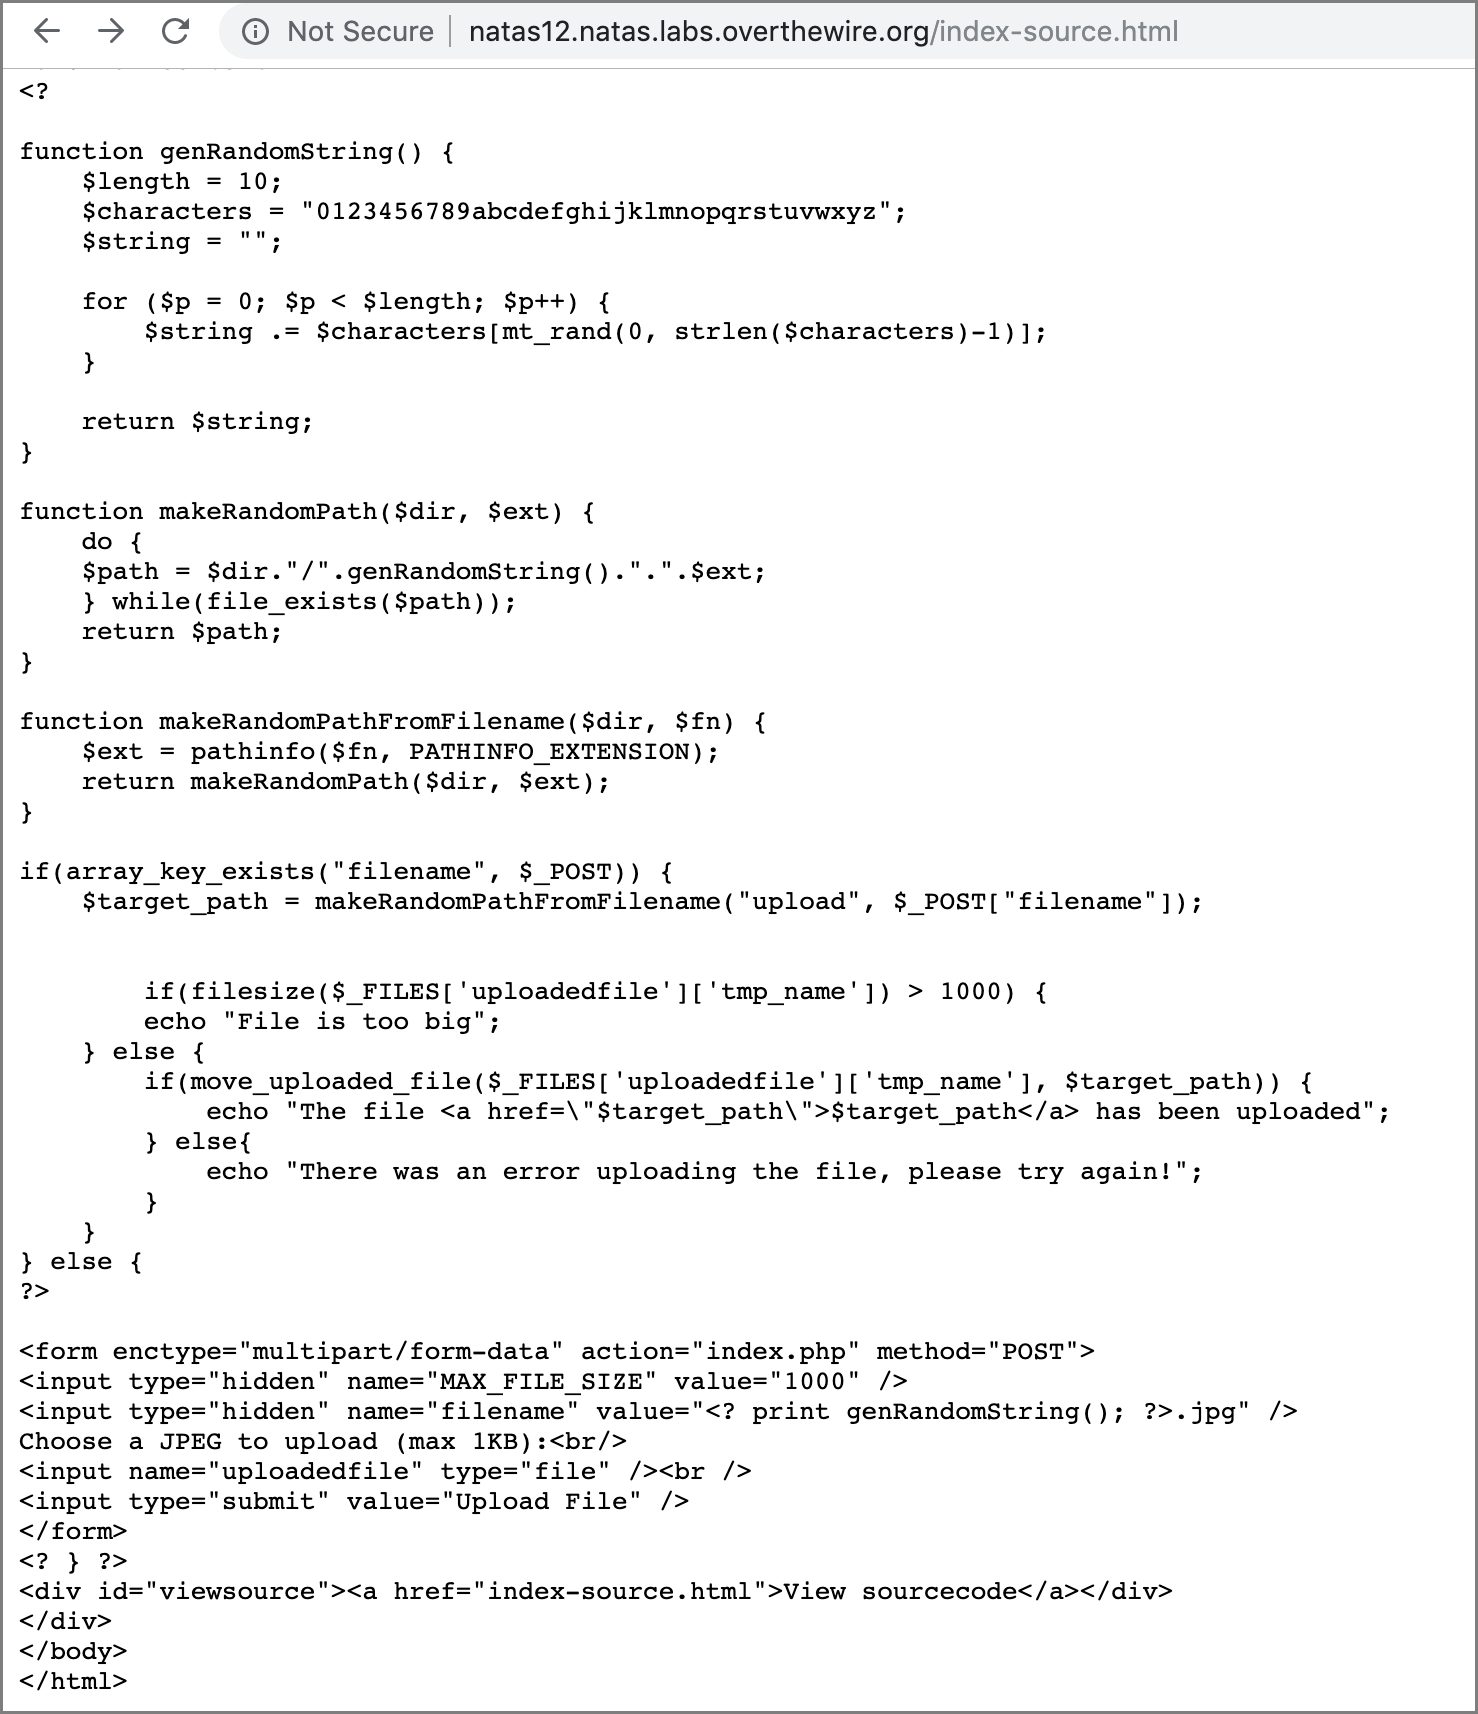 Not Secure | natas12.natas.labs.overthewire.org/index-source.html
<?
function genRandomString() {
    $length = 10;
    $characters = "0123456789abcdefghijklmnopqrstuvwxyz";
    $string = "";
    for ($p = 0; $p < $length; $p++) {
        $string .= $characters[mt_rand(0, strlen($characters)-1)];
    }
    return $string;
}
function makeRandomPath($dir, $ext) {
    do {
    $path = $dir."/".genRandomString().".".$ext;
    } while(file_exists($path));
    return $path;
}
function makeRandomPathFromFilename($dir, $fn) {
    $ext = pathinfo($fn, PATHINFO_EXTENSION);
    return makeRandomPath($dir, $ext);
}
if(array_key_exists("filename", $_POST)) {
    $target_path = makeRandomPathFromFilename("upload", $_POST["filename"]);
        if(filesize($_FILES['uploadedfile']['tmp_name']) > 1000) {
        echo "File is too big";
    } else {
        if(move_uploaded_file($_FILES['uploadedfile']['tmp_name'], $target_path)) {
            echo "The file <a href=\"$target_path\">$target_path</a> has been uploaded";
        } else{
            echo "There was an error uploading the file, please try again!";
        }
    }
} else {
?>
<form enctype="multipart/form-data" action="index.php" method="POST">
<input type="hidden" name="MAX_FILE_SIZE" value="1000" />
<input type="hidden" name="filename" value="<? print genRandomString(); ?>.jpg" />
Choose a JPEG to upload (max 1KB):<br/>
<input name="uploadedfile" type="file" /><br />
<input type="submit" value="Upload File" />
</form>
<? } ?>
<div id="viewsource"><a href="index-source.html">View sourcecode</a></div>
</div>
</body>
</html>